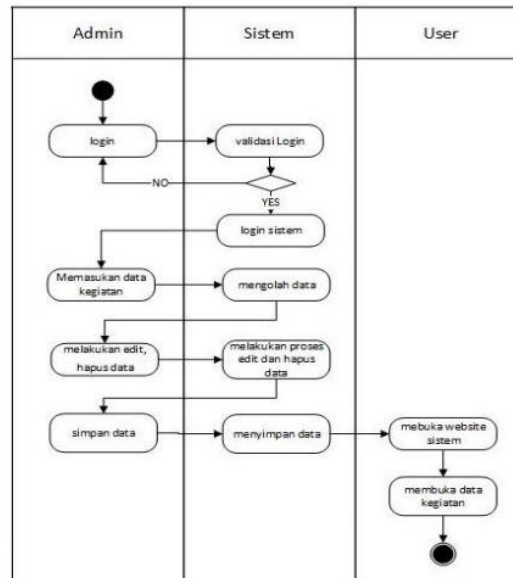 Admin
Sistem
User
login
validasi Login
NO
YES
login sistem
Memasukan data
kegiatan
mengolah data
melakukan edit,
hapus data
melakukan proses
edit dan hapus
data
simpan data
menyimpan data
mebuka website
sistem
membuka data
kegiatan